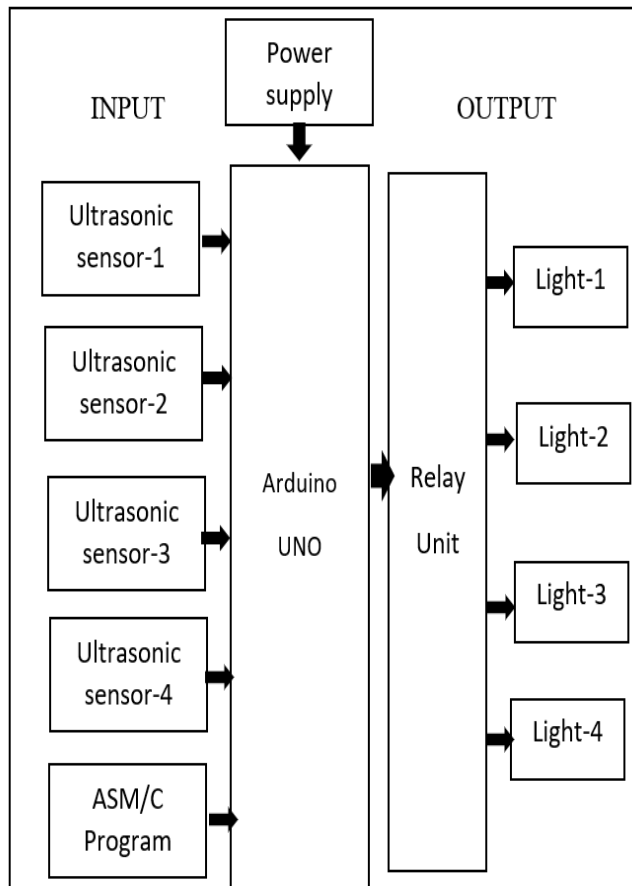 INPUT
Power
supply
OUTPUT
Ultrasonic
sensor-1
Ultrasonic
sensor-2
Ultrasonic
sensor-3
Ultrasonic
sensor-4
ASM/C
Program
Arduino
UNO
Relay
Unit
Light-1
Light-2
Light-3
Light-4